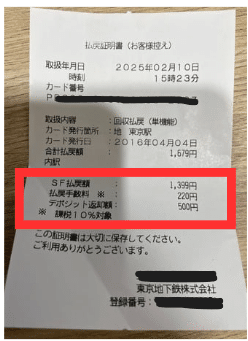 払戻証明書（お客様控え）
取扱年月日　2025年02月10日
時刻　15時23分
カード番号
取扱内容　：回収払戻（単機能）
カード発行箇所：地　東京駅
カード発行日　：2016年04月04日
合計払戻額　：　1,679円
内訳
ＳＦ払戻額　：　1,399円
払戻手数料　※　：　220円
デポジット返却額　：　500円
※　課税10％対象
この証明書は大切に保存してください。
ご利用ありがとうございます。
東京地下鉄株式会社
登録番号：